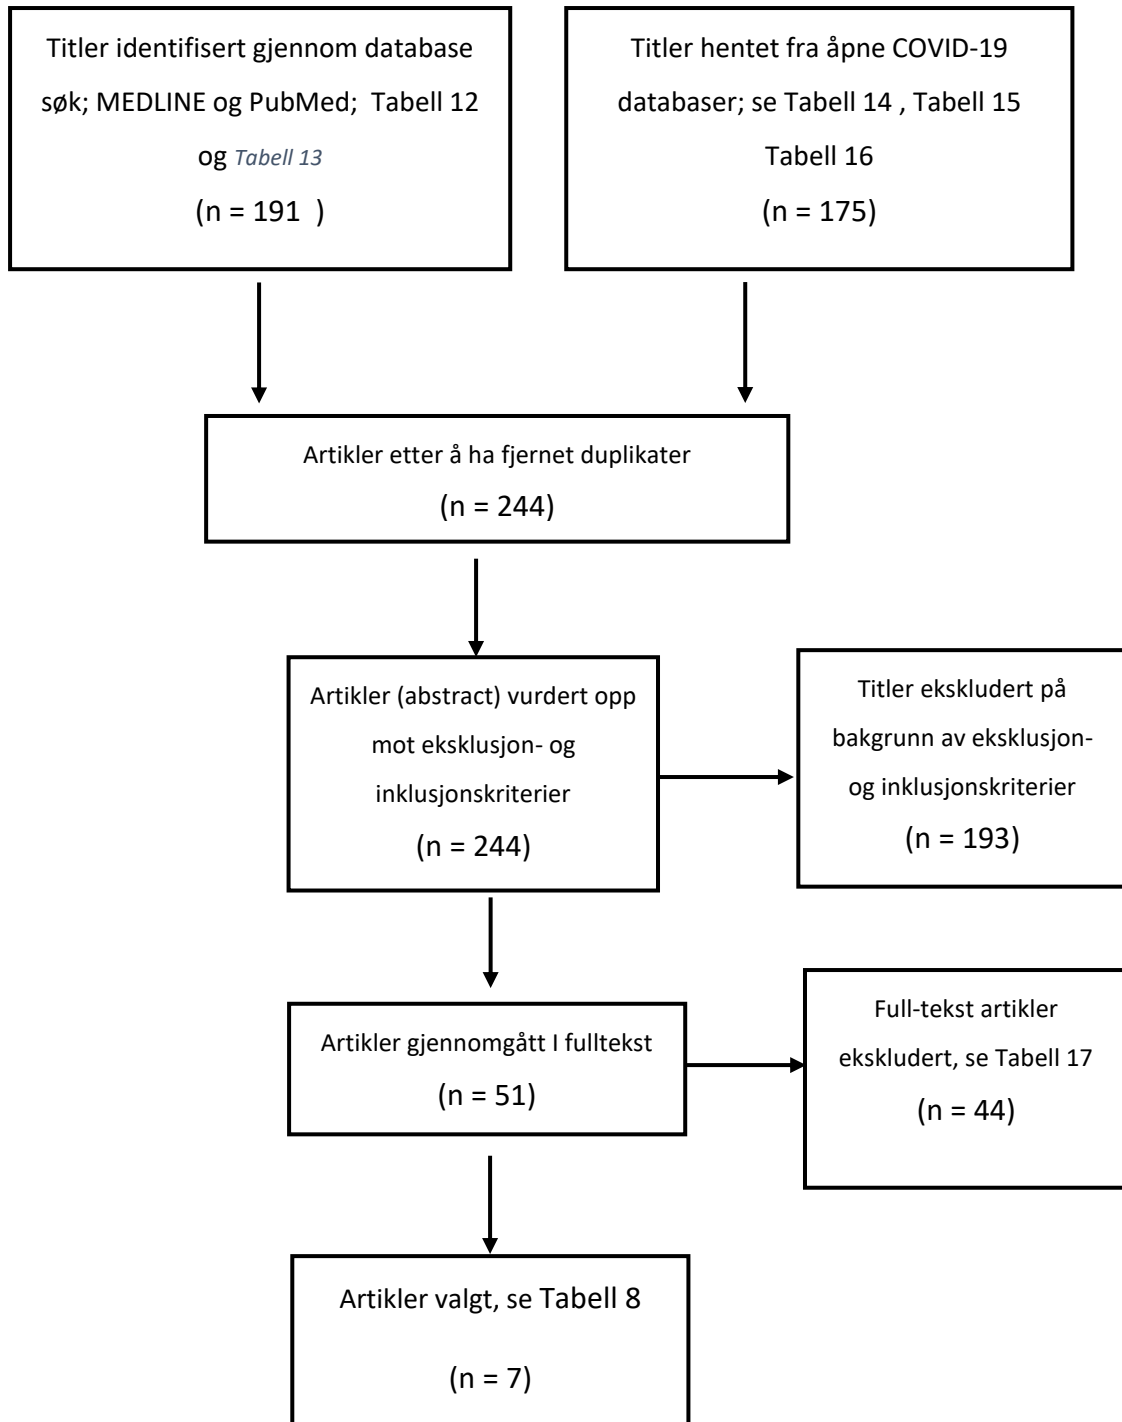 Titler identifisert gjennom database
søk; MEDLINE og PubMed;  Tabell 12
og Tabell 13
(n = 191  )
Titler hentet fra åpne COVID-19
databaser; se Tabell 14 , Tabell 15
Tabell 16
(n = 175)
Artikler etter å ha fjernet duplikater
(n = 244)
Artikler (abstract) vurdert opp
mot eksklusjon- og
inklusjonskriterier
(n = 244)
Titler ekskludert på
bakgrunn av eksklusjon-
og inklusjonskriterier
(n = 193)
Artikler gjennomgått I fulltekst
(n = 51)
Full-tekst artikler
ekskludert, se Tabell 17
(n = 44)
Artikler valgt, se Tabell 8
(n = 7)